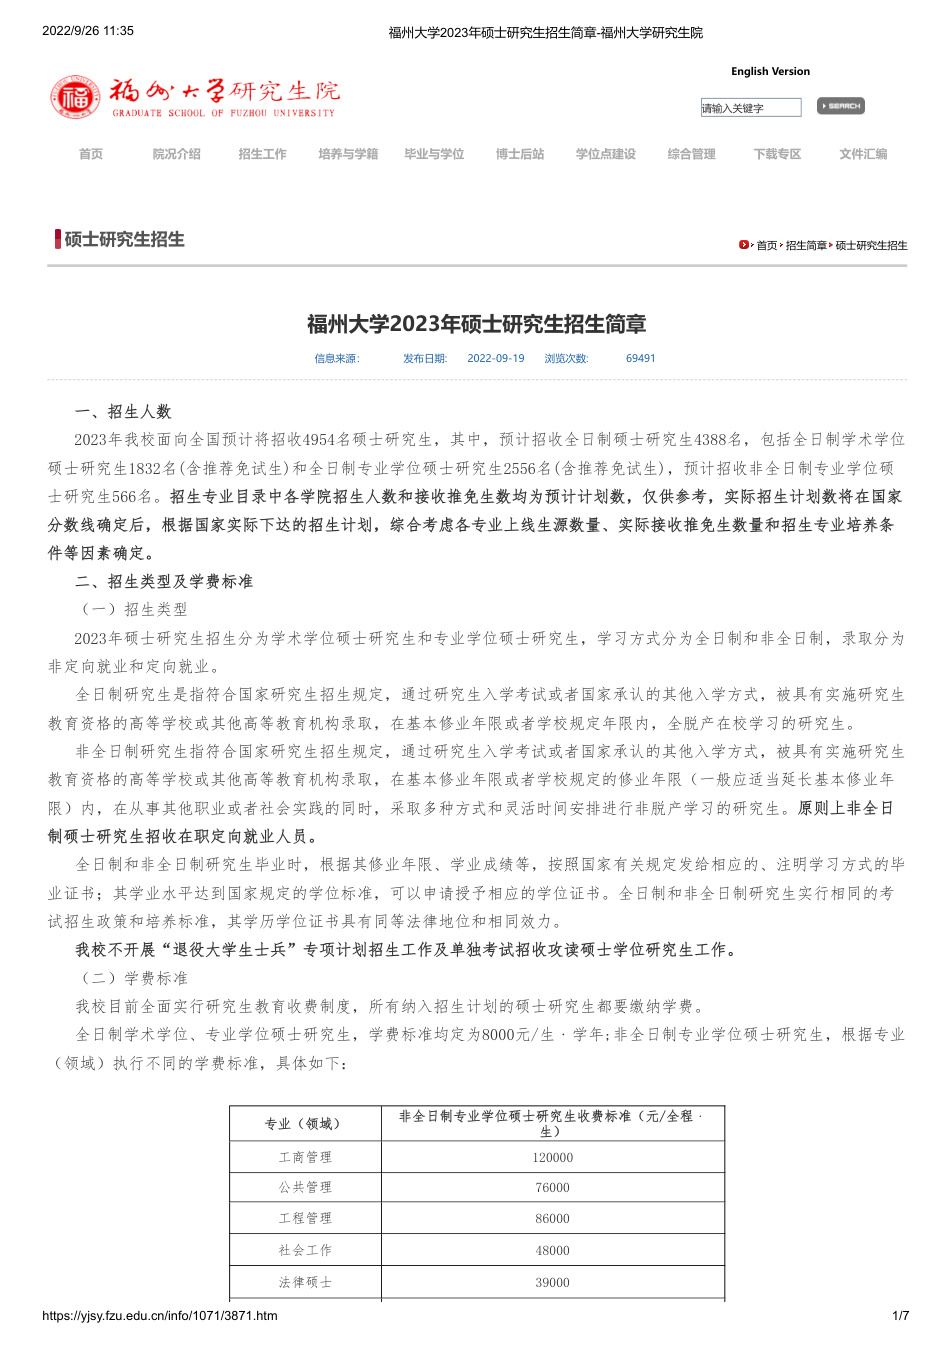 2022/9/26 11:35
福州大学2023年硕士研究生招生简章-福州大学研究生院
English Version
福州大学研究生院
GRADUATE SCHOOL OF FUZHOU UNIVERSITY
请输入关键字
SEARCH
首页 院况介绍 招生工作 培养与学籍 毕业与学位 博士后站 学位点建设 综合管理 下载专区 文件汇编
硕士研究生招生
首页 招生简章 硕士研究生招生
福州大学2023年硕士研究生招生简章
信息来源: 发布日期: 2022-09-19 浏览次数: 69491
一、招生人数
2023年我校面向全国预计将招收4954名硕士研究生，其中，预计招收全日制硕士研究生4388名，包括全日制学术学位
硕士研究生1832名(含推荐免试生)和全日制专业学位硕士研究生2556名(含推荐免试生)，预计招收非全日制专业学位硕
士研究生566名。招生专业目录中各学院招生人数和接收推免生数均为预计计划数，仅供参考，实际招生计划数将在国家
分数线确定后，根据国家实际下达的招生计划，综合考虑各专业上线生源数量、实际接收推免生数量和招生专业培养条
件等因素确定。
二、招生类型及学费标准
（一）招生类型
2023年硕士研究生招生分为学术学位硕士研究生和专业学位硕士研究生，学习方式分为全日制和非全日制，录取分为
非定向就业和定向就业。
全日制研究生是指符合国家研究生招生规定，通过研究生入学考试或者国家承认的其他入学方式，被具有实施研究生
教育资格的高等学校或其他高等教育机构录取，在基本修业年限或者学校规定年限内，全脱产在校学习的研究生。
非全日制研究生指符合国家研究生招生规定，通过研究生入学考试或者国家承认的其他入学方式，被具有实施研究生
教育资格的高等学校或其他高等教育机构录取，在基本修业年限或者学校规定的修业年限（一般应适当延长基本修业年
限）内，在从事其他职业或者社会实践的同时，采取多种方式和灵活时间安排进行非脱产学习的研究生。原则上非全日
制硕士研究生招收在职定向就业人员。
全日制和非全日制研究生毕业时，根据其修业年限、学业成绩等，按照国家有关规定发给相应的、注明学习方式的毕
业证书；其学业水平达到国家规定的学位标准，可以申请授予相应的学位证书。全日制和非全日制研究生实行相同的考
试招生政策和培养标准，其学历学位证书具有同等法律地位和相同效力。
我校不开展“退役大学生士兵”专项计划招生工作及单独考试招收攻读硕士学位研究生工作。
（二）学费标准
我校目前全面实行研究生教育收费制度，所有纳入招生计划的硕士研究生都要缴纳学费。
全日制学术学位、专业学位硕士研究生，学费标准均定为8000元/生·学年;非全日制专业学位硕士研究生，根据专业
（领域）执行不同的学费标准，具体如下：
专业（领域） 非全日制专业学位硕士研究生收费标准（元/全程·
生）
工商管理 120000
公共管理 76000
工程管理 86000
社会工作 48000
法律硕士 39000
https://yjsy.fzu.edu.cn/info/1071/3871.htm
1/7